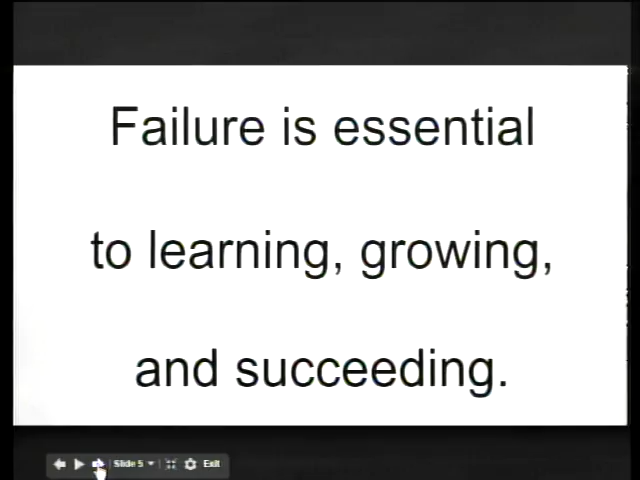 Failure is essential
to learning, growing,
and succeeding.
Slide 5
Exit